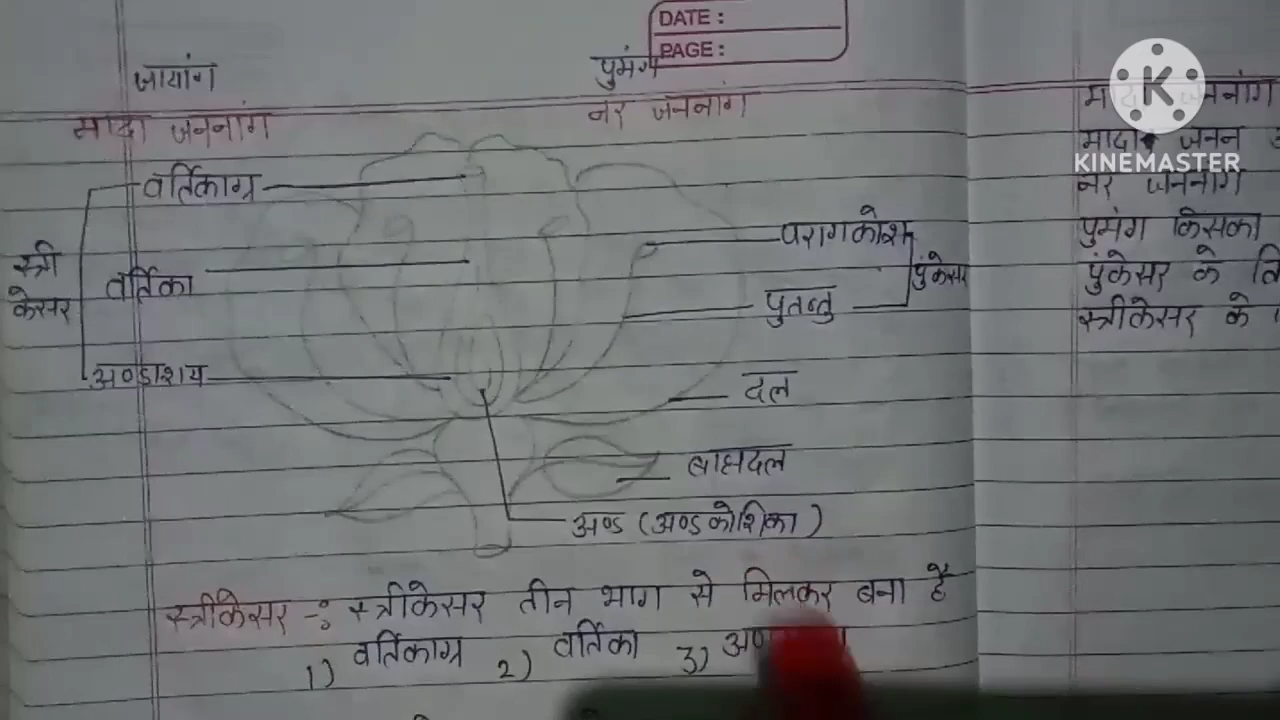 DATE :
PAGE :
जायांग
पुमंग
मादा जननांग
नर जननांग
वर्तिकाग्र
स्त्री
केसर
वर्तिका
अण्डाशय
परागकोश
पुंकेसर
पुतन्तु
दल
बाह्यदल
अण्ड (अण्डकोशिका)
स्त्रीकेसर -: स्त्रीकेसर तीन भाग से मिलकर बना है
1) वर्तिकाग्र 2) वर्तिका 3)
जननांग
मादा जनन
नर जननांग
पुमंग किसका
पुंकेसर के
स्त्रीकेसर के
K
KINEMASTER